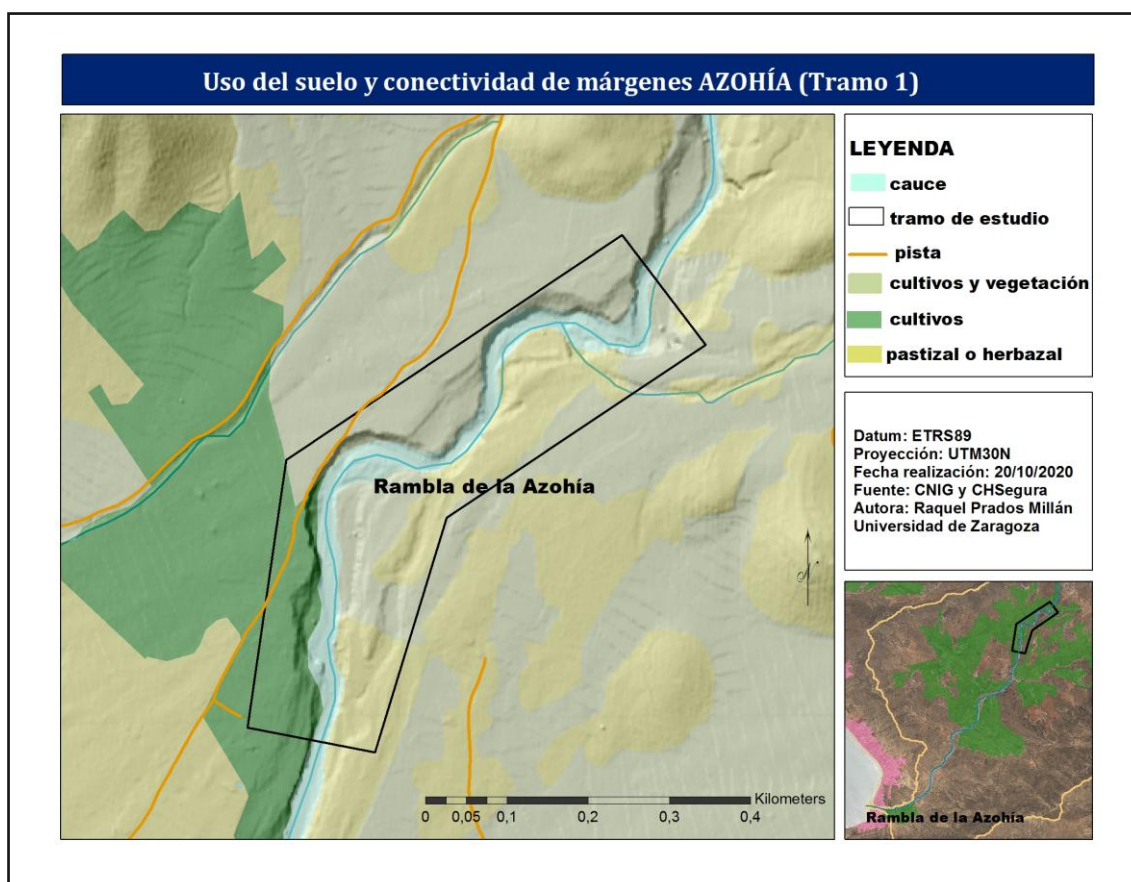 Uso del suelo y conectividad de márgenes AZOHÍA (Tramo 1)
Rambla de la Azohía
Kilometers
0 0,05 0,1 0,2 0,3 0,4
N
LEYENDA
cauce
tramo de estudio
pista
cultivos y vegetación
cultivos
pastizal o herbazal
Datum: ETRS89
Proyección: UTM30N
Fecha realización: 20/10/2020
Fuente: CNIG y CHSegura
Autora: Raquel Prados Millán
Universidad de Zaragoza
Rambla de la Azohía